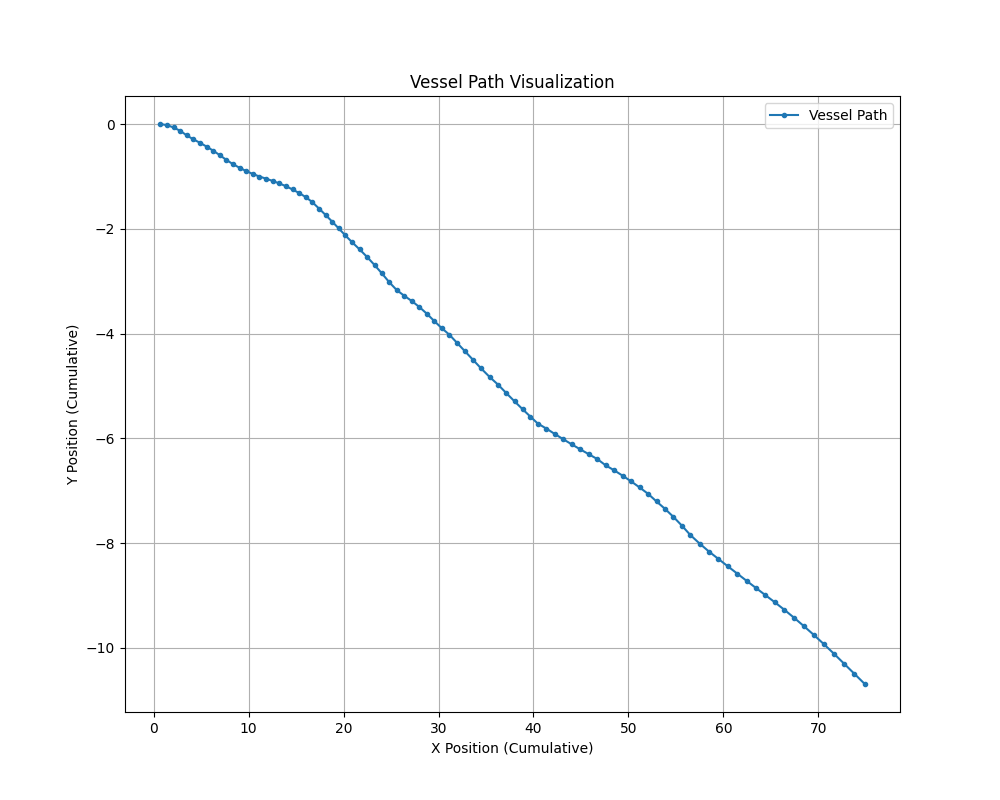 Vessel Path Visualization
Vessel Path
0
−2
−4
−6
−8
−10
Y Position (Cumulative)
0 10 20 30 40 50 60 70
X Position (Cumulative)